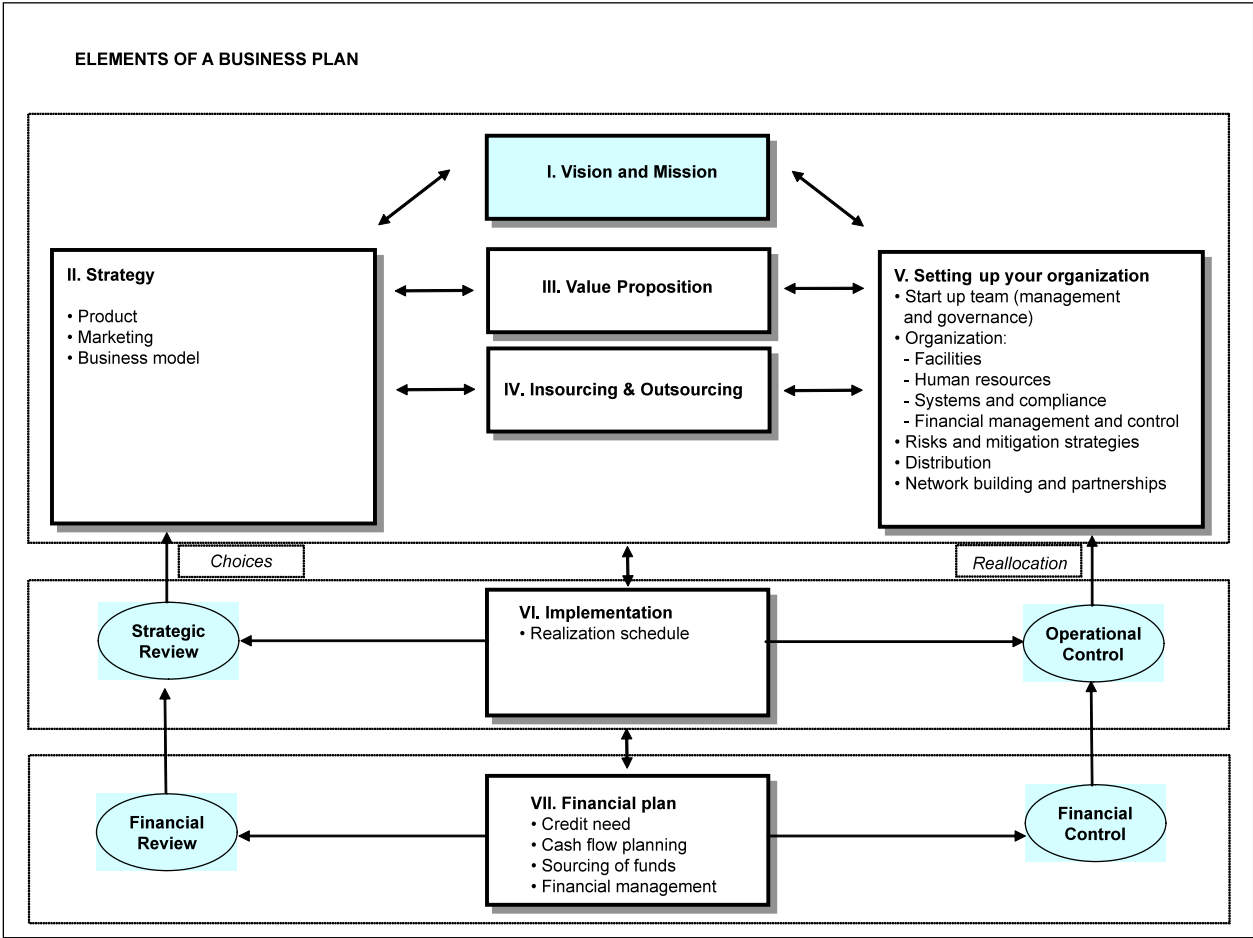 ELEMENTS OF A BUSINESS PLAN
I. Vision and Mission
II. Strategy
• Product
• Marketing
• Business model
III. Value Proposition
IV. Insourcing & Outsourcing
V. Setting up your organization
• Start up team (management
and governance)
• Organization:
- Facilities
- Human resources
- Systems and compliance
- Financial management and control
• Risks and mitigation strategies
• Distribution
• Network building and partnerships
Choices
Reallocation
Strategic
Review
VI. Implementation
• Realization schedule
Operational
Control
Financial
Review
VII. Financial plan
• Credit need
• Cash flow planning
• Sourcing of funds
• Financial management
Financial
Control